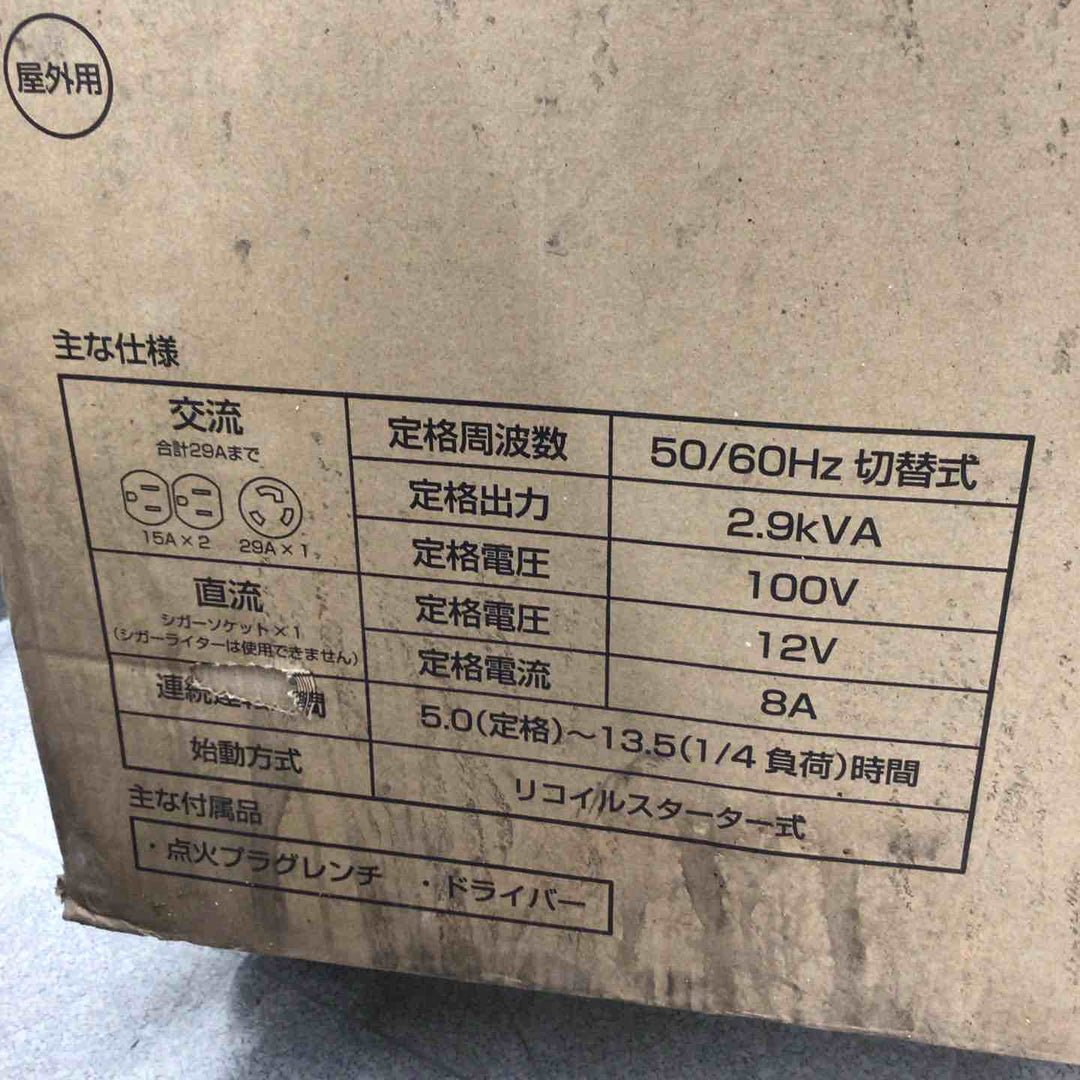 屋外用
主な仕様
交流
合計29Aまで
15A×2 29A×1
定格周波数 50/60Hz 切替式
定格出力 2.9kVA
定格電圧 100V
直流
シガーソケット×1
(シガーライターは使用できません)
定格電圧 12V
定格電流 8A
連続 間 5.0(定格)～13.5(1/4 負荷)時間
始動方式 リコイルスターター式
主な付属品
・点火プラグレンチ ・ドライバー